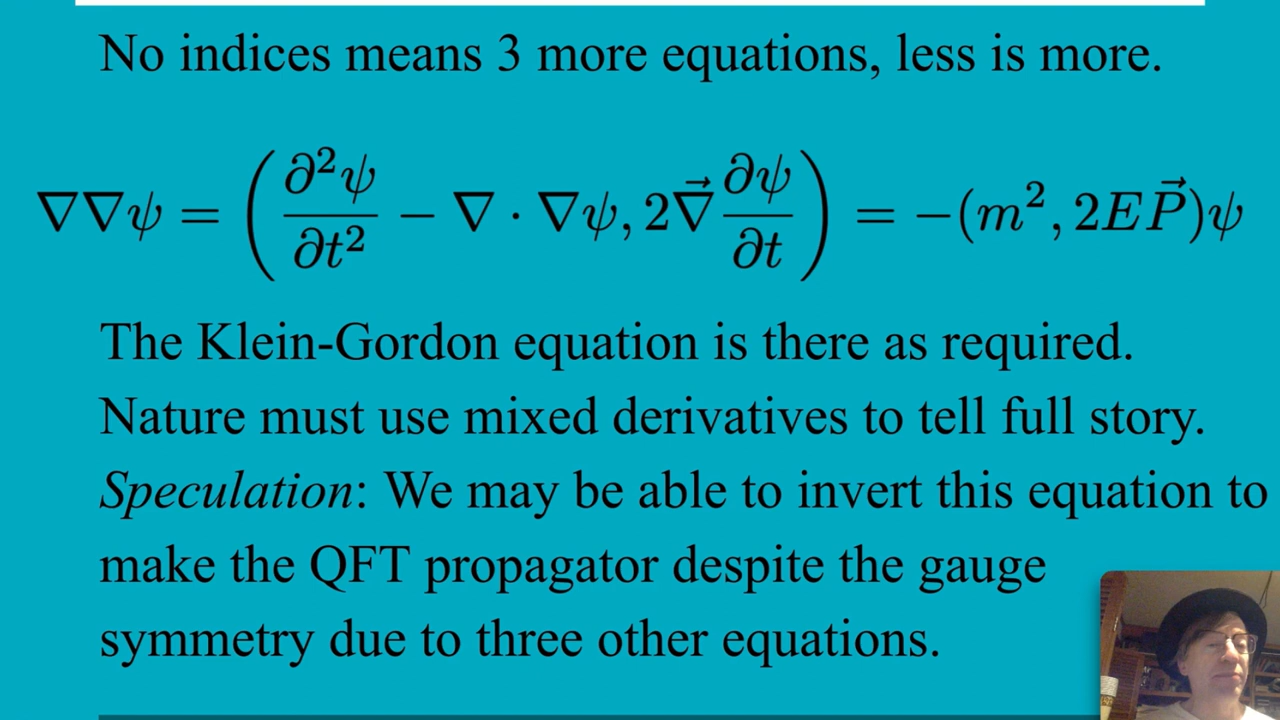 No indices means 3 more equations, less is more.
∇∇ψ = (∂²ψ/∂t² − ∇ · ∇ψ, 2∇⃗ ∂ψ/∂t) = −(m², 2EP⃗)ψ
The Klein-Gordon equation is there as required.
Nature must use mixed derivatives to tell full story.
Speculation: We may be able to invert this equation to
make the QFT propagator despite the gauge
symmetry due to three other equations.